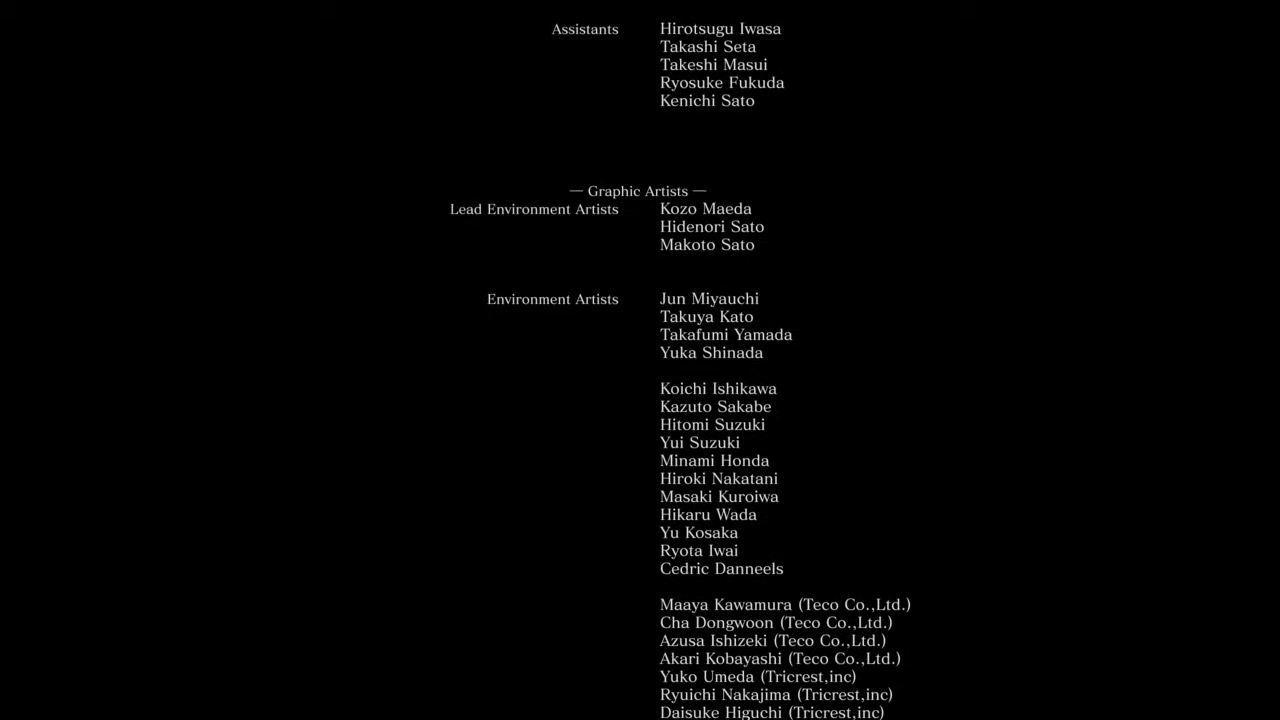 Assistants Hirotsugu Iwasa
Takashi Seta
Takeshi Masui
Ryosuke Fukuda
Kenichi Sato
— Graphic Artists —
Lead Environment Artists Kozo Maeda
Hidenori Sato
Makoto Sato
Environment Artists Jun Miyauchi
Takuya Kato
Takafumi Yamada
Yuka Shinada
Koichi Ishikawa
Kazuto Sakabe
Hitomi Suzuki
Yui Suzuki
Minami Honda
Hiroki Nakatani
Masaki Kuroiwa
Hikaru Wada
Yu Kosaka
Ryota Iwai
Cedric Danneels
Maaya Kawamura (Teco Co.,Ltd.)
Cha Dongwoon (Teco Co.,Ltd.)
Azusa Ishizeki (Teco Co.,Ltd.)
Akari Kobayashi (Teco Co.,Ltd.)
Yuko Umeda (Tricrest,inc)
Ryuichi Nakajima (Tricrest,inc)
Daisuke Higuchi (Tricrest,inc)